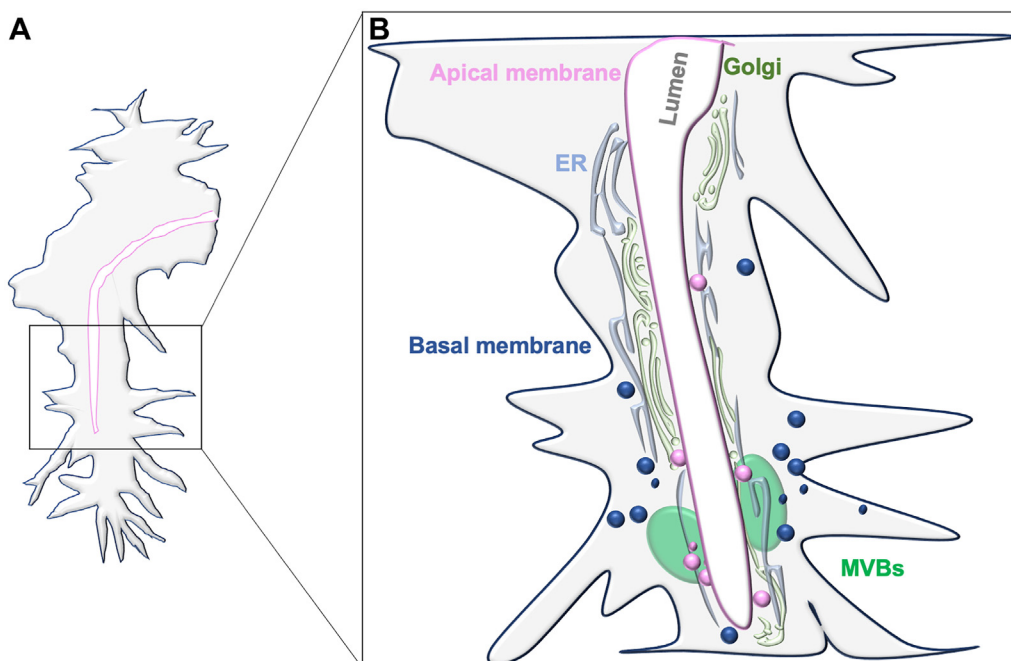 A
B
Apical membrane
Lumen
Golgi
ER
Basal membrane
MVBs